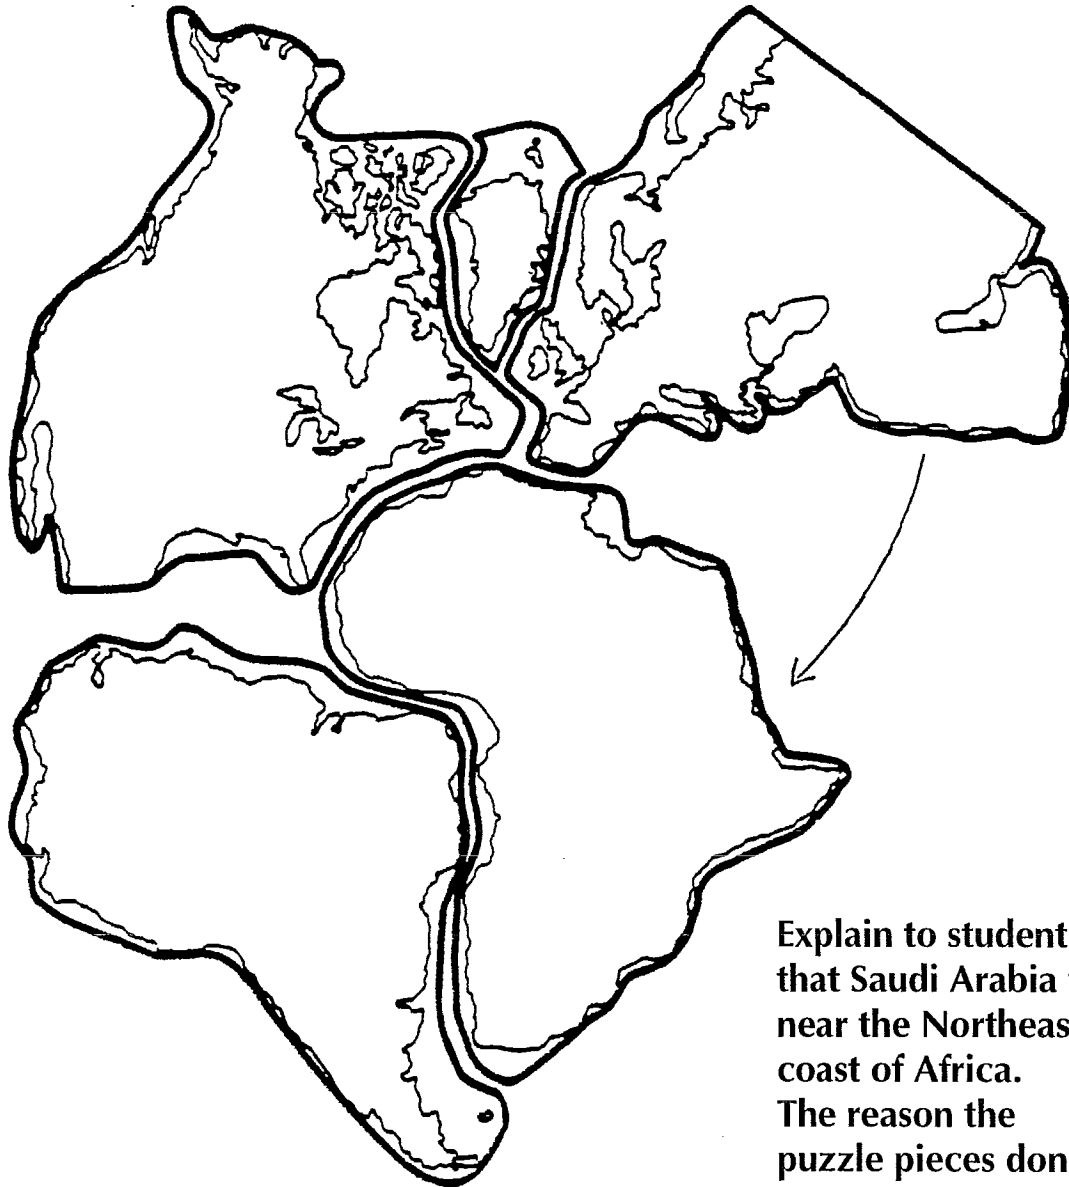 Explain to student
that Saudi Arabia
near the Northeas
coast of Africa.
The reason the
puzzle pieces don